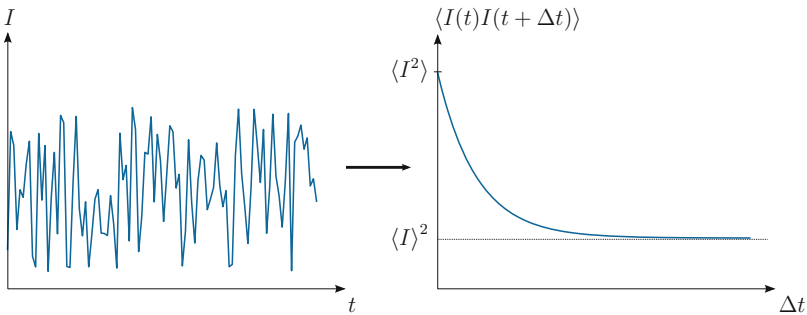 I
t
⟨I(t)I(t + Δt)⟩
⟨I²⟩
⟨I⟩²
Δt